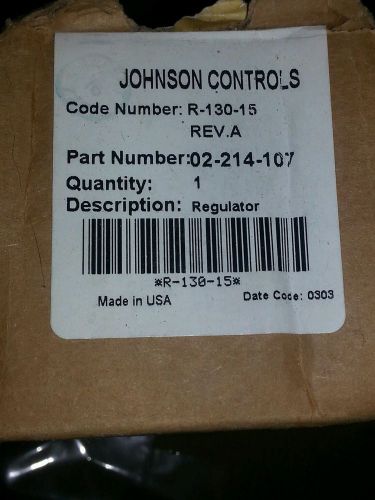 JOHNSON CONTROLS
Code Number: R-130-15
REV.A
Part Number: 02-214-107
Quantity: 1
Description: Regulator
*R-130-15*
Made in USA Date Code: 0303